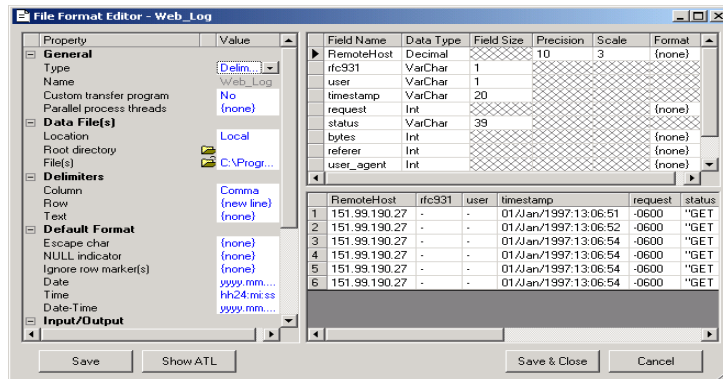 File Format Editor - Web_Log
Property Value
General
Type Delim...
Name Web_Log
Custom transfer program No
Parallel process threads {none}
Data File(s)
Location Local
Root directory
File(s) C:\Progr...
Delimiters
Column Comma
Row {new line}
Text {none}
Default Format
Escape char {none}
NULL indicator {none}
Ignore row marker(s) {none}
Date yyyy.mm....
Time hh24:mi:ss
Date-Time yyyy.mm....
Input/Output
Field Name Data Type Field Size Precision Scale Format
RemoteHost Decimal 10 3 {none}
rfc931 VarChar 1
user VarChar 1
timestamp VarChar 20
request Int {none}
status VarChar 39
bytes Int {none}
referer Int {none}
user_agent Int {none}
RemoteHost rfc931 user timestamp request status
1 151.99.190.27 - - 01/Jan/1997:13:06:51 -0600 "GET
2 151.99.190.27 - - 01/Jan/1997:13:06:52 -0600 "GET
3 151.99.190.27 - - 01/Jan/1997:13:06:54 -0600 "GET
4 151.99.190.27 - - 01/Jan/1997:13:06:54 -0600 "GET
5 151.99.190.27 - - 01/Jan/1997:13:06:54 -0600 "GET
6 151.99.190.27 - - 01/Jan/1997:13:06:54 -0600 "GET
Save Show ATL Save & Close Cancel